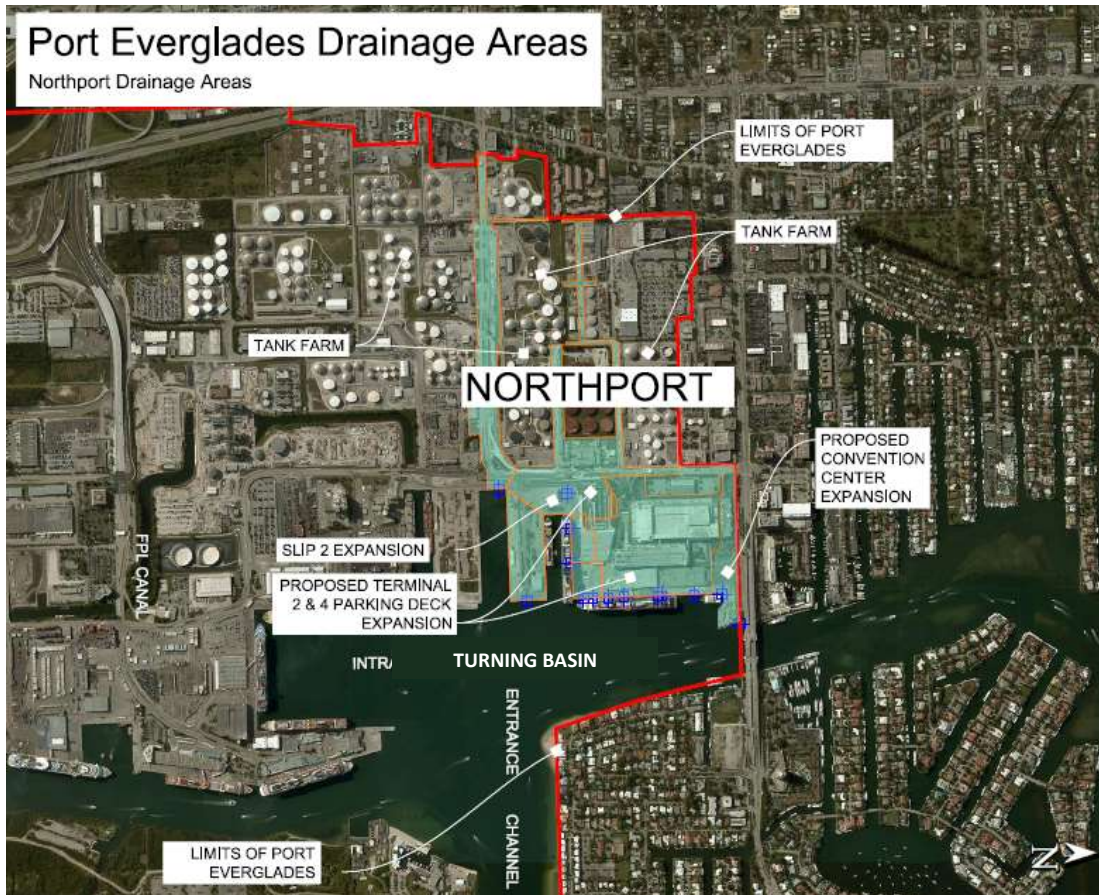 Port Everglades Drainage Areas
Northport Drainage Areas
LIMITS OF PORT
EVERGLADES
TANK FARM
TANK FARM
NORTHPORT
PROPOSED
CONVENTION
CENTER
EXPANSION
SLIP 2 EXPANSION
PROPOSED TERMINAL
2 & 4 PARKING DECK
EXPANSION
FPL CANAL
INTRA
TURNING BASIN
ENTRANCE CHANNEL
LIMITS OF PORT
EVERGLADES
N